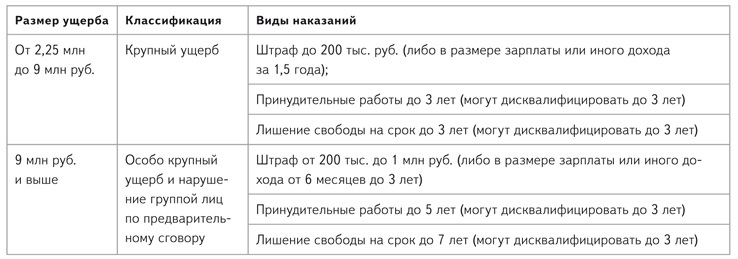 Размер ущерба
Классификация
Виды наказаний
От 2,25 млн
до 9 млн руб.
Крупный ущерб
Штраф до 200 тыс. руб. (либо в размере зарплаты или иного дохода
за 1,5 года);
Принудительные работы до 3 лет (могут дисквалифицировать до 3 лет)
Лишение свободы на срок до 3 лет (могут дисквалифицировать до 3 лет)
9 млн руб.
и выше
Особо крупный
ущерб и наруше-
ние группой лиц
по предваритель-
ному сговору
Штраф от 200 тыс. до 1 млн руб. (либо в размере зарплаты или иного до-
хода от 6 месяцев до 3 лет)
Принудительные работы до 5 лет (могут дисквалифицировать до 3 лет)
Лишение свободы на срок до 7 лет (могут дисквалифицировать до 3 лет)